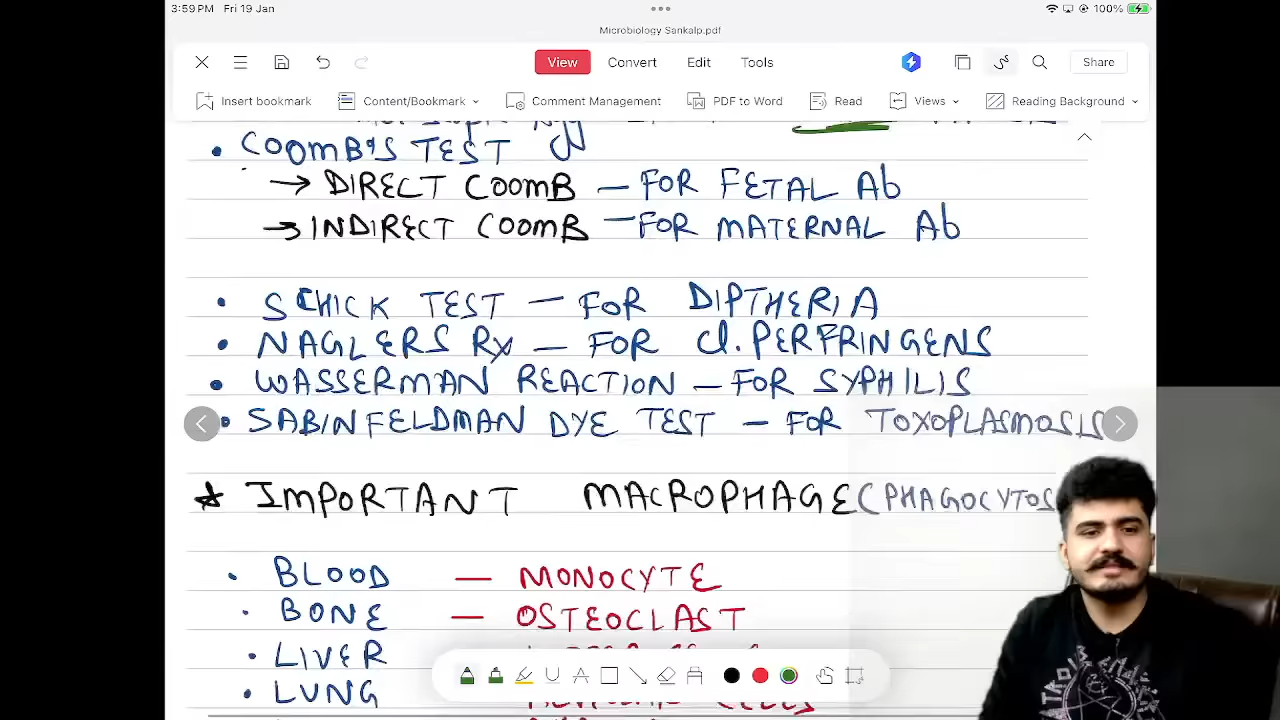 3:59 PM Fri 19 Jan
100%
Microbiology Sankalp.pdf
View Convert Edit Tools
Share
Insert bookmark Content/Bookmark Comment Management PDF to Word Read Views Reading Background
COOMB'S TEST
→ DIRECT COOMB – FOR FETAL Ab
→ INDIRECT COOMB – FOR MATERNAL Ab
• SCHICK TEST – FOR DIPTHERIA
• NAGLERS Rx – FOR Cl. PERFRINGENS
• WASSERMAN REACTION – FOR SYPHILIS
• SABINFELDMAN DYE TEST – FOR TOXOPLASMOSIS
★ IMPORTANT MACROPHAGE
• BLOOD – MONOCYTE
• BONE – OSTEOCLAST
• LIVER
• LUNG